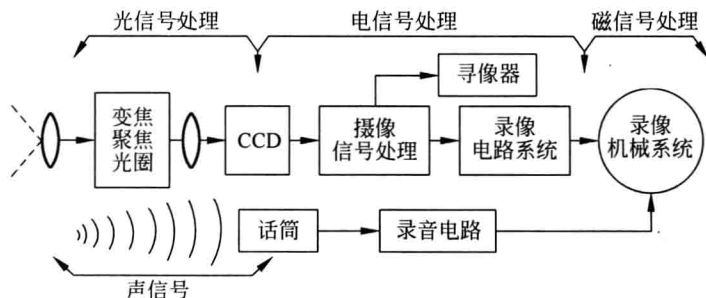 光信号处理
电信号处理
磁信号处理
寻像器
变焦
聚焦
光圈
CCD
摄像
信号处理
录像
电路系统
录像
机械系统
话筒
录音电路
声信号